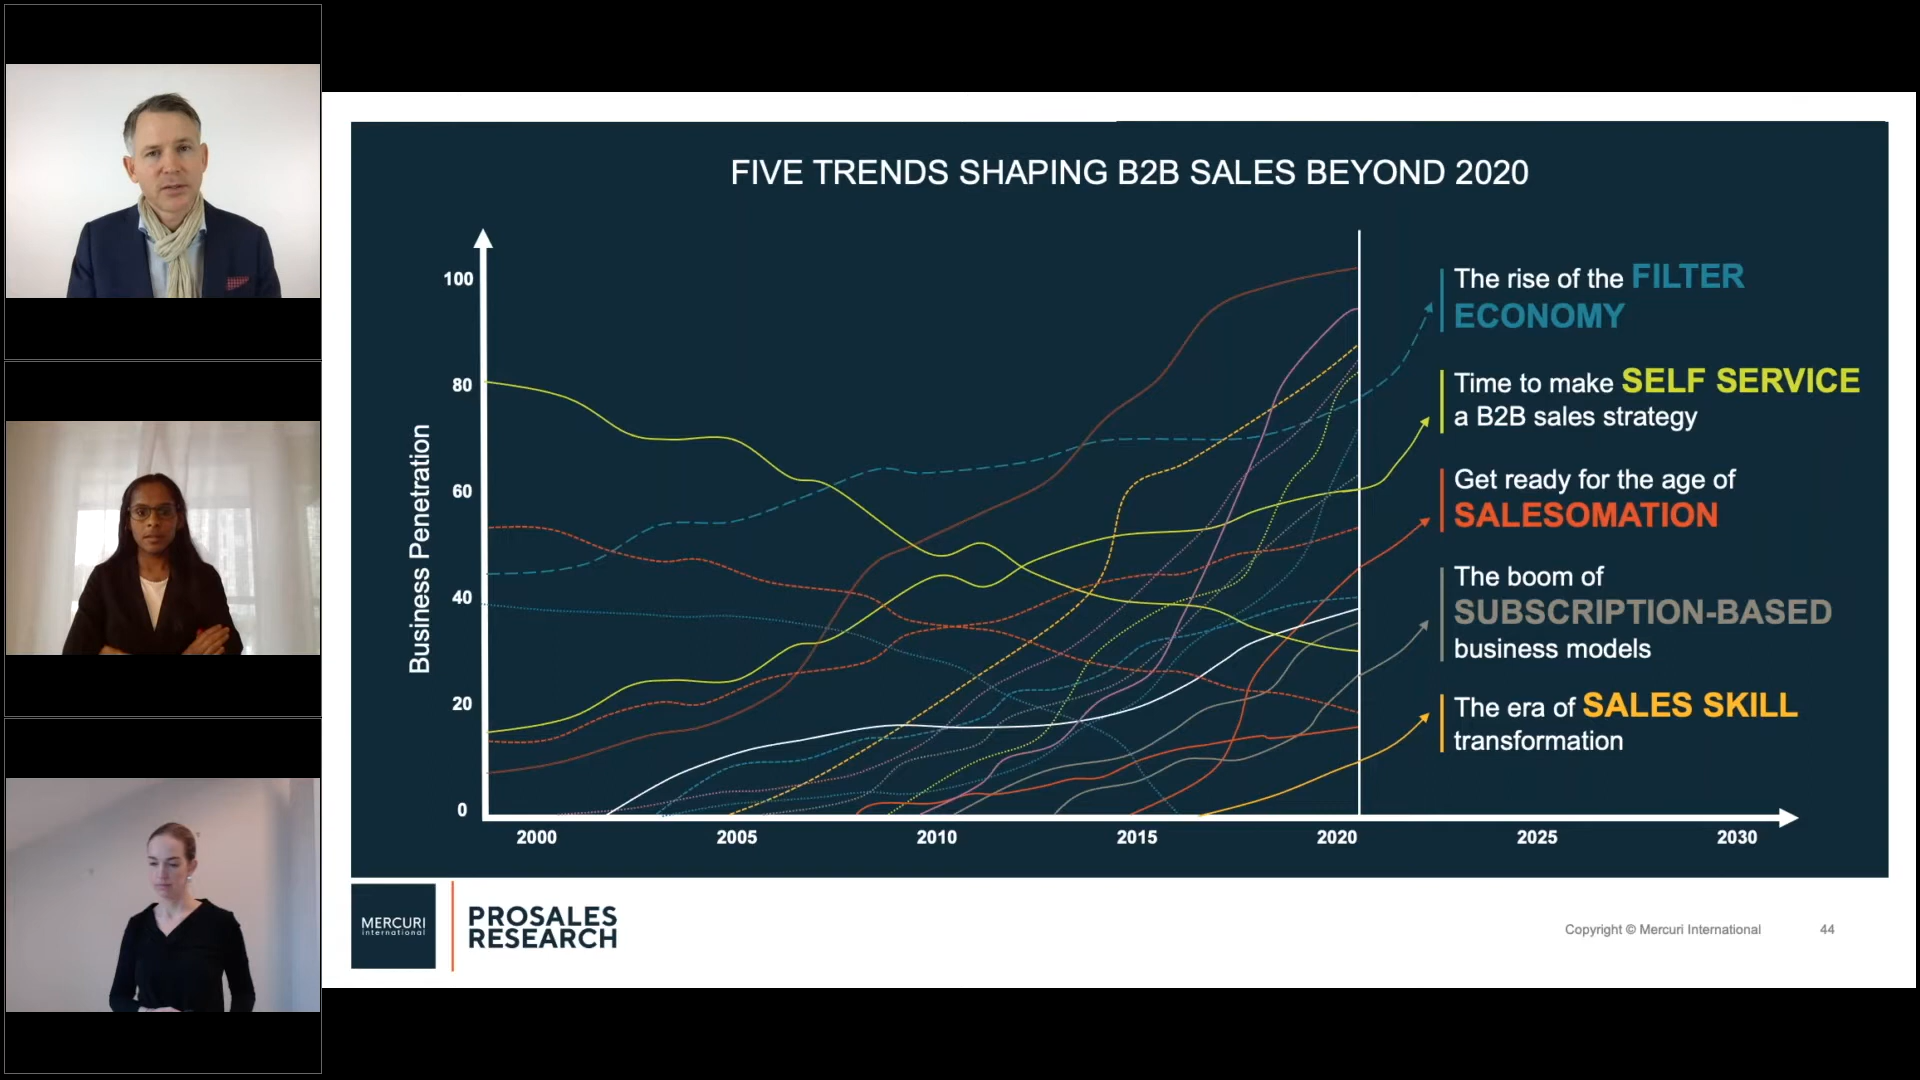 FIVE TRENDS SHAPING B2B SALES BEYOND 2020
100
80
60
40
20
0
Business Penetration
2000
2005
2010
2015
2020
2025
2030
The rise of the FILTER
ECONOMY
Time to make SELF SERVICE
a B2B sales strategy
Get ready for the age of
SALESOMATION
The boom of
SUBSCRIPTION-BASED
business models
The era of SALES SKILL
transformation
MERCURI
international
PROSALES
RESEARCH
Copyright © Mercuri International
44